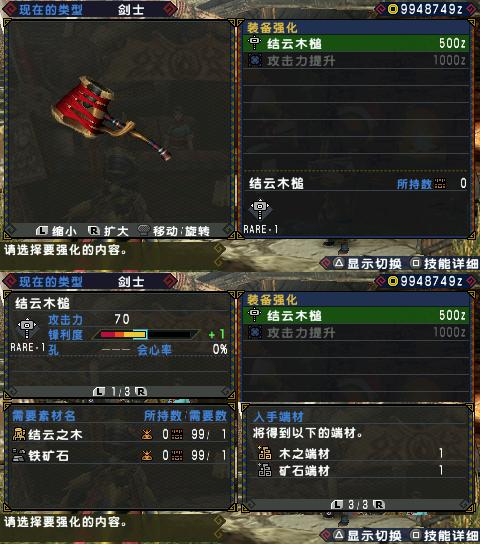 现在的类型 剑士
9948749z
装备强化
结云木槌 500z
攻击力提升 1000z
结云木槌 所持数 0
RARE-1
L 缩小 R 扩大 移动/旋转
请选择要强化的内容。
△显示切换 □技能详细
现在的类型 剑士
9948749z
结云木槌
攻击力 70
锋利度 +1
RARE-1 孔 --- 会心率 0%
L 1/3 R
装备强化
结云木槌 500z
攻击力提升 1000z
需要素材名 所持数/需要数
结云之木 0 99/ 1
铁矿石 0 99/ 1
入手端材
将得到以下的端材。
木之端材 1
矿石端材 1
L 3/3 R
请选择要强化的内容。
△显示切换 □技能详细